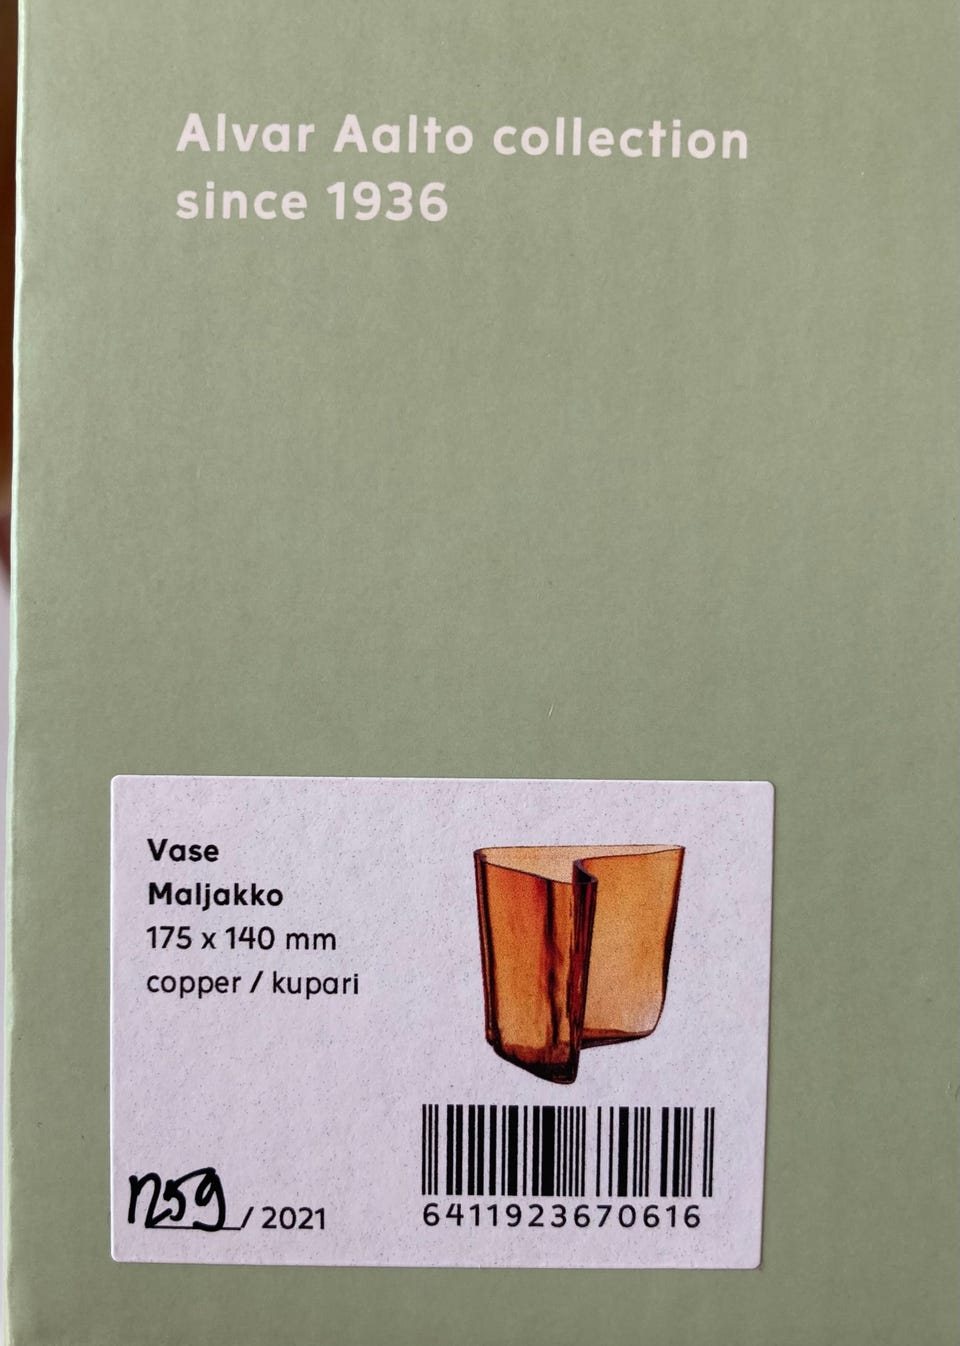 Alvar Aalto collection
since 1936
Vase
Maljakko
175 x 140 mm
copper / kupari
1259/2021
6411923670616